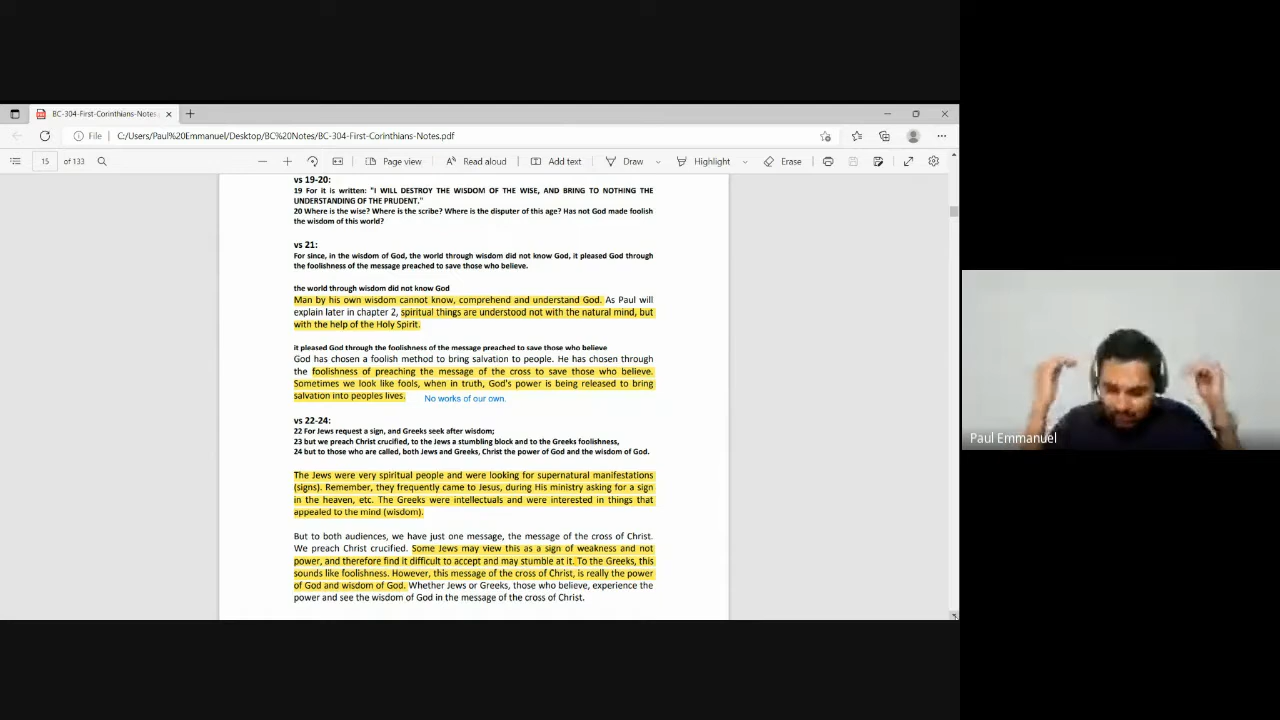 BC-304-First-Corinthians-Notes.
File
C:/Users/Paul%20Emmanuel/Desktop/BC%20Notes/BC-304-First-Corinthians-Notes.pdf
15 of 133
Page view
Read aloud
Add text
Draw
Highlight
Erase
vs 19-20:
19 For it is written: "I WILL DESTROY THE WISDOM OF THE WISE, AND BRING TO NOTHING THE
UNDERSTANDING OF THE PRUDENT."
20 Where is the wise? Where is the scribe? Where is the disputer of this age? Has not God made foolish
the wisdom of this world?
vs 21:
For since, in the wisdom of God, the world through wisdom did not know God, it pleased God through
the foolishness of the message preached to save those who believe.
the world through wisdom did not know God
Man by his own wisdom cannot know, comprehend and understand God. As Paul will
explain later in chapter 2, spiritual things are understood not with the natural mind, but
with the help of the Holy Spirit.
it pleased God through the foolishness of the message preached to save those who believe
God has chosen a foolish method to bring salvation to people. He has chosen through
the foolishness of preaching the message of the cross to save those who believe.
Sometimes we look like fools, when in truth, God's power is being released to bring
salvation into peoples lives. No works of our own.
vs 22-24:
22 For Jews request a sign, and Greeks seek after wisdom;
23 but we preach Christ crucified, to the Jews a stumbling block and to the Greeks foolishness,
24 but to those who are called, both Jews and Greeks, Christ the power of God and the wisdom of God.
The Jews were very spiritual people and were looking for supernatural manifestations
(signs). Remember, they frequently came to Jesus, during His ministry asking for a sign
in the heaven, etc. The Greeks were intellectuals and were interested in things that
appealed to the mind (wisdom).
But to both audiences, we have just one message, the message of the cross of Christ.
We preach Christ crucified. Some Jews may view this as a sign of weakness and not
power, and therefore find it difficult to accept and may stumble at it. To the Greeks, this
sounds like foolishness. However, this message of the cross of Christ, is really the power
of God and wisdom of God. Whether Jews or Greeks, those who believe, experience the
power and see the wisdom of God in the message of the cross of Christ.
Paul Emmanuel